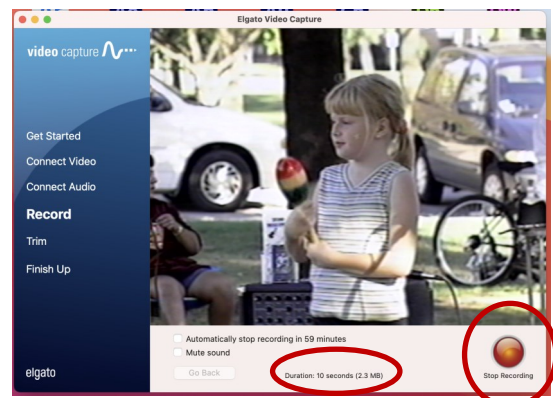 Elgato Video Capture
video capture
Get Started
Connect Video
Connect Audio
Record
Trim
Finish Up
elgato
Automatically stop recording in 59 minutes
Mute sound
Go Back
Duration: 10 seconds (2.3 MB)
Stop Recording